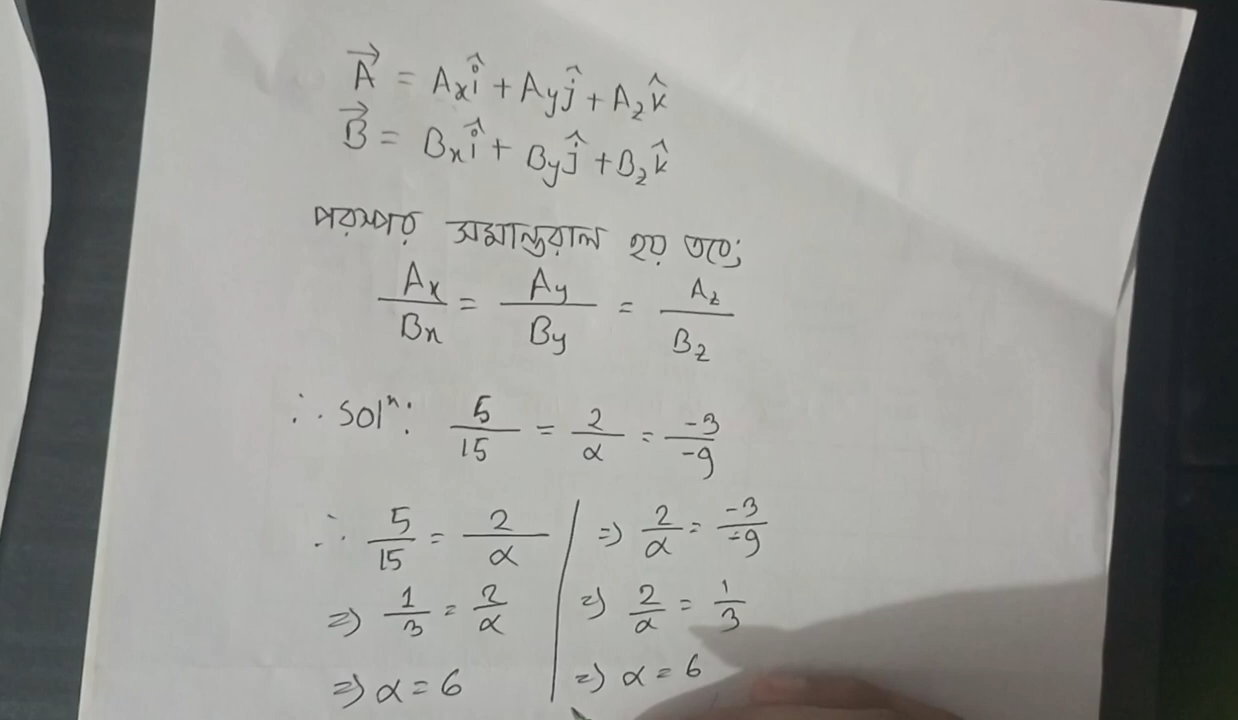 A⃗ = Axî + Ayĵ + Azk̂
B⃗ = Bxî + Byĵ + Bzk̂
পরস্পর সমান্তরাল হয় তবে;
Ax/Bx = Ay/By = Az/Bz
∴ Solⁿ: 5/15 = 2/α = -3/-9
∴ 5/15 = 2/α | ⇒ 2/α = -3/-9
⇒ 1/3 = 2/α | ⇒ 2/α = 1/3
⇒ α = 6 | ⇒ α = 6